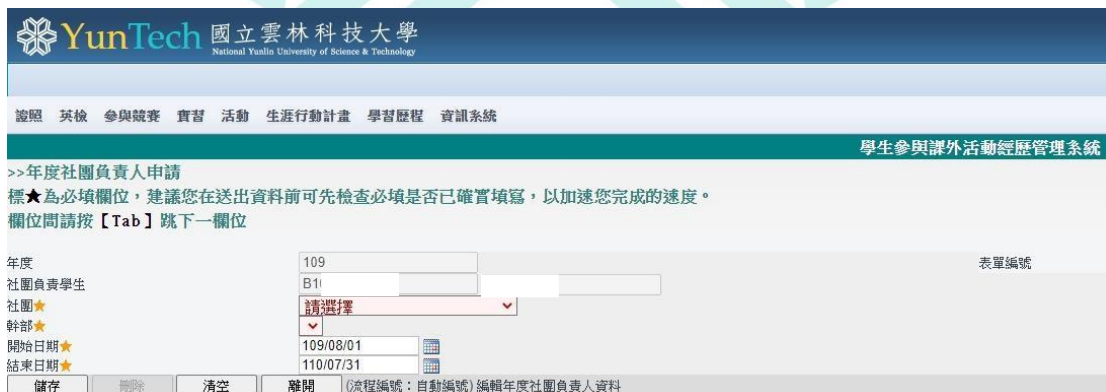 YunTech 國立雲林科技大學
National Yunlin University of Science & Technology
證照 英檢 參與競賽 實習 活動 生涯行動計畫 學習歷程 資訊系統
學生參與課外活動經歷管理系統
>>年度社團負責人申請
標★為必填欄位，建議您在送出資料前可先檢查必填是否已確實填寫，以加速您完成的速度。
欄位間請按【Tab】跳下一欄位
年度 109 表單編號
社團負責學生 B1
社團★ 請選擇
幹部★
開始日期★ 109/08/01
結束日期★ 110/07/31
儲存 刪除 清空 離開 (流程編號：自動編號) 編輯年度社團負責人資料